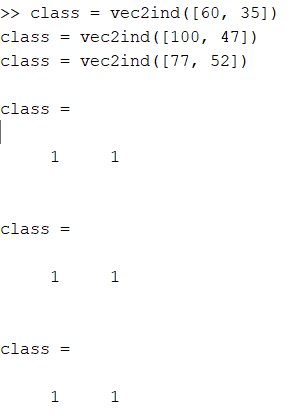 >> class = vec2ind([60, 35])
class = vec2ind([100, 47])
class = vec2ind([77, 52])
class =
1 1
class =
1 1
class =
1 1